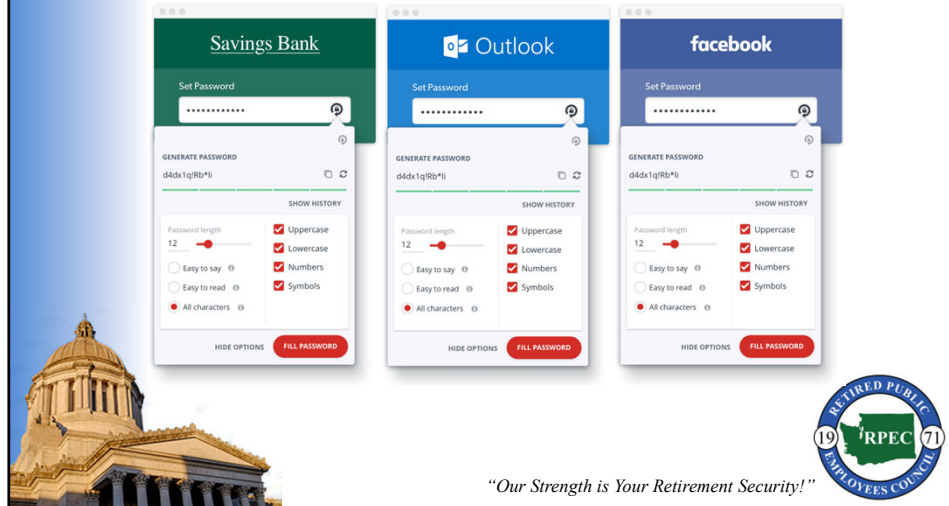 Savings Bank
Set Password
••••••••••••
GENERATE PASSWORD
d4dx1q!Rb*li
SHOW HISTORY
Password length
12
Easy to say
Easy to read
All characters
Uppercase
Lowercase
Numbers
Symbols
HIDE OPTIONS
FILL PASSWORD
Outlook
Set Password
••••••••••••
GENERATE PASSWORD
d4dx1q!Rb*li
SHOW HISTORY
Password length
12
Easy to say
Easy to read
All characters
Uppercase
Lowercase
Numbers
Symbols
HIDE OPTIONS
FILL PASSWORD
facebook
Set Password
••••••••••••
GENERATE PASSWORD
d4dx1q!Rb*li
SHOW HISTORY
Password length
12
Easy to say
Easy to read
All characters
Uppercase
Lowercase
Numbers
Symbols
HIDE OPTIONS
FILL PASSWORD
RETIRED PUBLIC
19 RPEC 71
EMPLOYEES COUNCIL
“Our Strength is Your Retirement Security!”